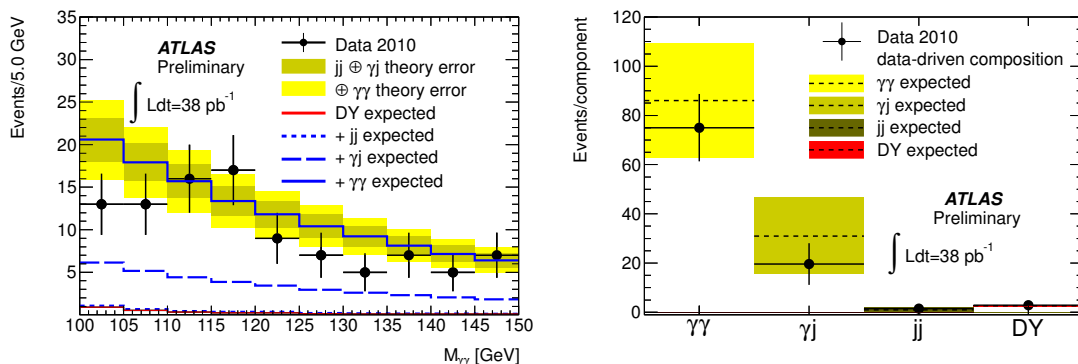 Events/5.0 GeV
35
30
25
20
15
10
5
ATLAS
Preliminary
∫ Ldt=38 pb⁻¹
Data 2010
jj ⊕ γj theory error
⊕ γγ theory error
DY expected
+ jj expected
+ γj expected
+ γγ expected
100 105 110 115 120 125 130 135 140 145 150
Mγγ [GeV]
Events/component
120
100
80
60
40
20
0
Data 2010
data-driven composition
γγ expected
γj expected
jj expected
DY expected
ATLAS
Preliminary
∫ Ldt=38 pb⁻¹
γγ γj jj DY